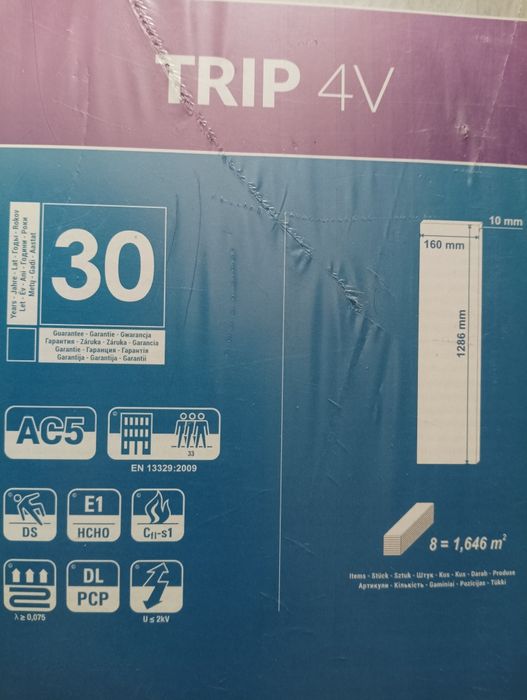 TRIP 4V
Years - Jahre - Lat - Годы - Rokov
Let - Ev - Ani - Години - Роки
Metų - Gadi - Aastat
30
Guarantee - Garantie - Gwarancja
Гарантия - Záruka - Záruka - Garancia
Garantie - Гаранция - Гарантія
Garantija - Garantija - Garantii
10 mm
160 mm
1286 mm
AC5
33
EN 13329:2009
DS
E1
HCHO
Cfl-s1
λ ≥ 0,075
DL
PCP
U ≤ 2kV
8 = 1,646 m²
Items - Stück - Sztuk - Штук - Kus - Kus - Darab - Produse
Артикули - Кількість - Gaminiai - Pozīcijas - Tükki